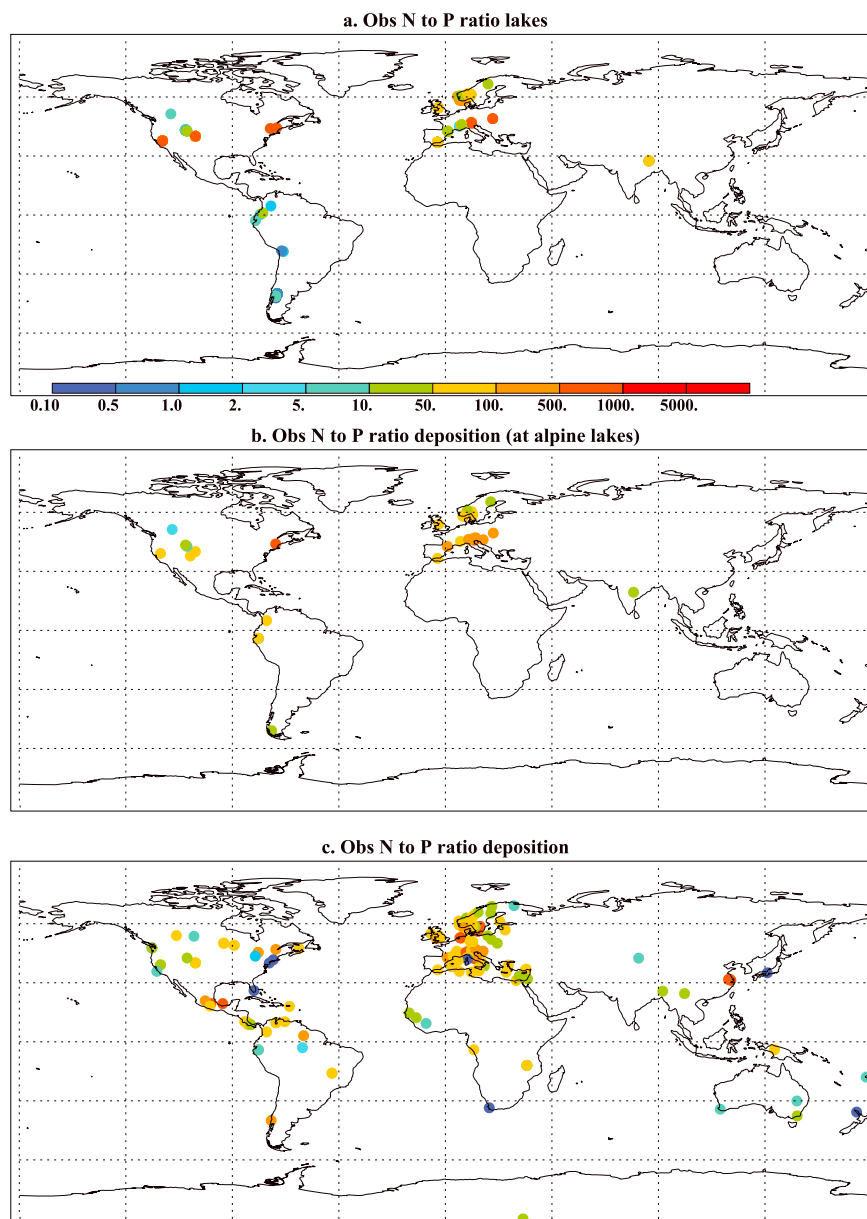 a. Obs N to P ratio lakes
0.10 0.5 1.0 2. 5. 10. 50. 100. 500. 1000. 5000.
b. Obs N to P ratio deposition (at alpine lakes)
c. Obs N to P ratio deposition